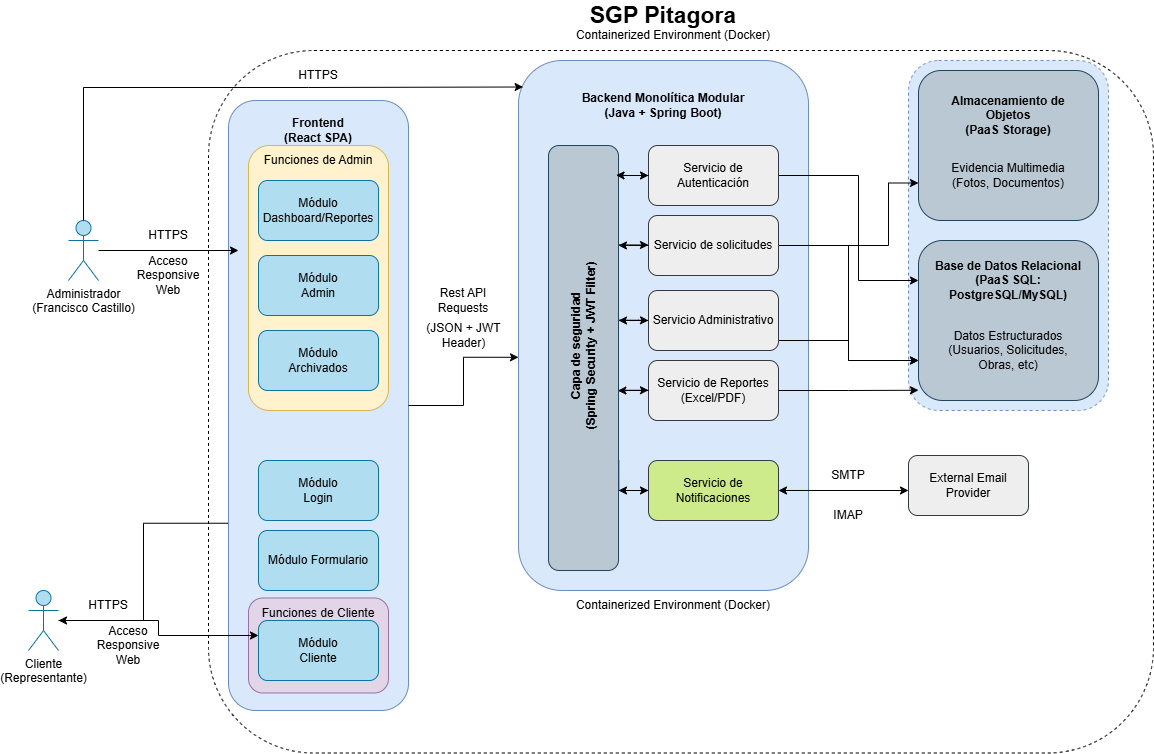 SGP Pitagora
Containerized Environment (Docker)
HTTPS
Frontend
(React SPA)
Funciones de Admin
Módulo
Dashboard/Reportes
Módulo
Admin
Módulo
Archivados
Módulo
Login
Módulo Formulario
Funciones de Cliente
Módulo
Cliente
HTTPS
Acceso
Responsive
Web
Administrador
(Francisco Castillo)
HTTPS
Acceso
Responsive
Web
Cliente
(Representante)
Rest API
Requests
(JSON + JWT
Header)
Backend Monolítica Modular
(Java + Spring Boot)
Capa de seguridad
(Spring Security + JWT Filter)
Servicio de
Autenticación
Servicio de solicitudes
Servicio Administrativo
Servicio de Reportes
(Excel/PDF)
Servicio de
Notificaciones
Containerized Environment (Docker)
Almacenamiento de
Objetos
(PaaS Storage)
Evidencia Multimedia
(Fotos, Documentos)
Base de Datos Relacional
(PaaS SQL:
PostgreSQL/MySQL)
Datos Estructurados
(Usuarios, Solicitudes,
Obras, etc)
SMTP
IMAP
External Email
Provider